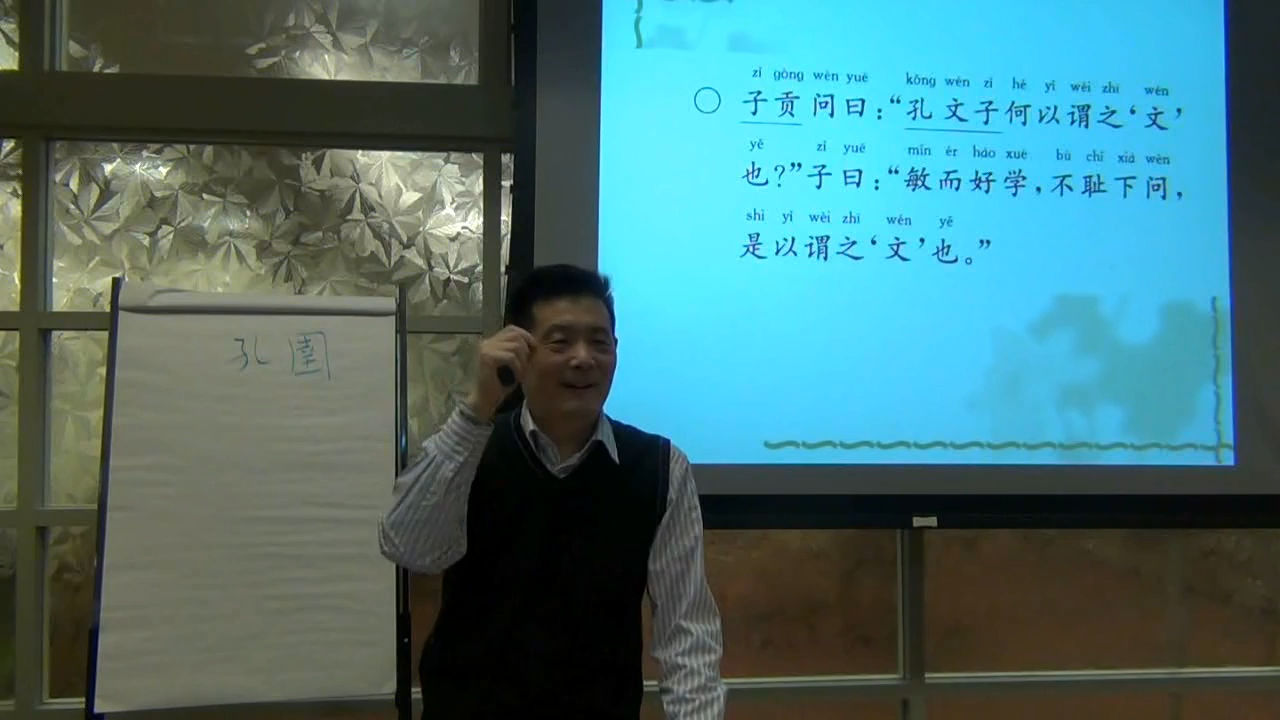 zǐ gòng wèn yuē kǒng wén zǐ hé yǐ wèi zhī wén
○ 子贡问曰：“孔文子何以谓之‘文’
yě zǐ yuē mǐn ér hào xué bù chǐ xià wèn
也？”子曰：“敏而好学，不耻下问，
shì yǐ wèi zhī wén yě
是以谓之‘文’也。”
孔圉